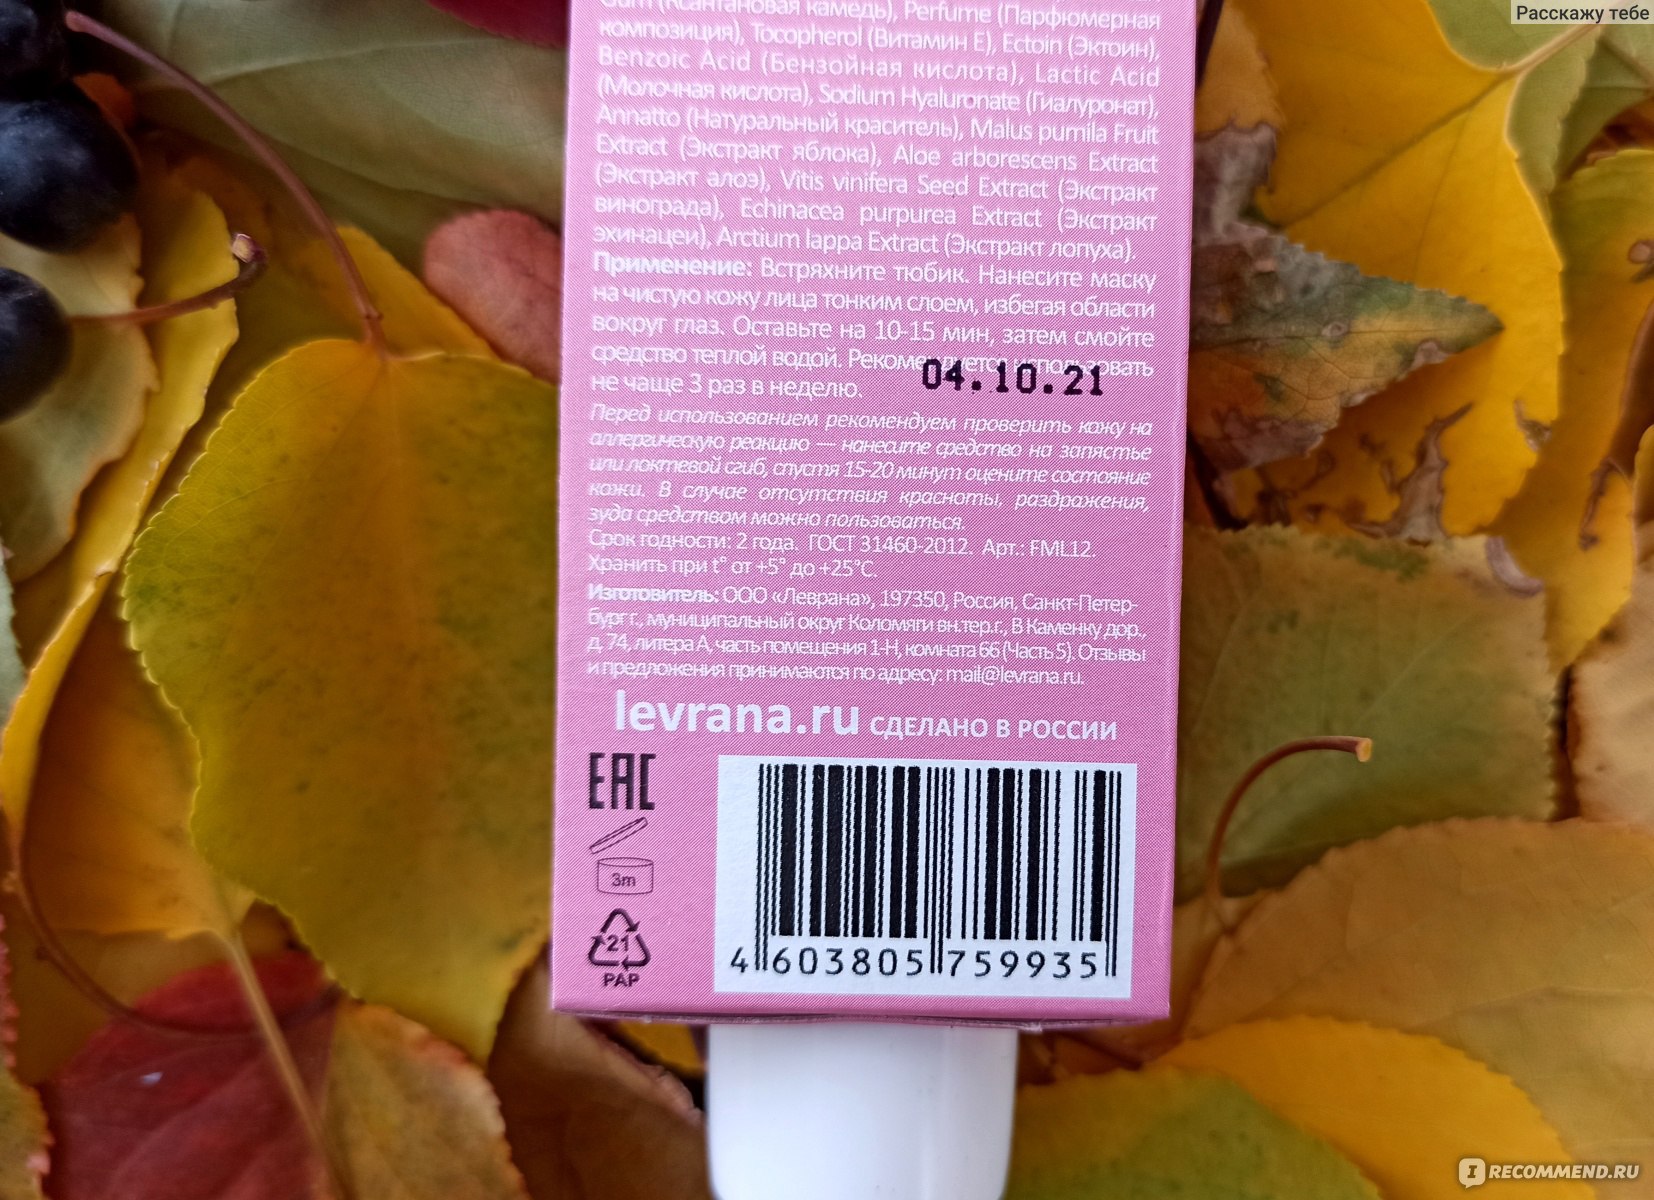 Расскажу тебе
Gum (Ксантановая камедь), Perfume (Парфюмерная
композиция), Tocopherol (Витамин Е), Ectoin (Эктоин),
Benzoic Acid (Бензойная кислота), Lactic Acid
(Молочная кислота), Sodium Hyaluronate (Гиалуронат),
Annatto (Натуральный краситель), Malus pumila Fruit
Extract (Экстракт яблока), Aloe arborescens Extract
(Экстракт алоэ), Vitis vinifera Seed Extract (Экстракт
винограда), Echinacea purpurea Extract (Экстракт
эхинацеи), Arctium lappa Extract (Экстракт лопуха).
Применение: Встряхните тюбик. Нанесите маску
на чистую кожу лица тонким слоем, избегая области
вокруг глаз. Оставьте на 10-15 мин, затем смойте
средство теплой водой. Рекомендуется использовать
не чаще 3 раз в неделю.
04.10.21
Перед использованием рекомендуем проверить кожу на
аллергическую реакцию — нанесите средство на запястье
или локтевой сгиб, спустя 15-20 минут оцените состояние
кожи. В случае отсутствия красноты, раздражения,
зуда средством можно пользоваться.
Срок годности: 2 года. ГОСТ 31460-2012. Арт.: FML12.
Хранить при t° от +5° до +25°C.
Изготовитель: ООО «Леврана», 197350, Россия, Санкт-Петер-
бург г., муниципальный округ Коломяги вн.тер.г., В Каменку дор.,
д. 74, литера А, часть помещения 1-Н, комната 66 (Часть 5). Отзывы
и предложения принимаются по адресу: mail@levrana.ru.
levrana.ru СДЕЛАНО В РОССИИ
EAC
3m
21
PAP
4 603805 759935
IRECOMMEND.RU